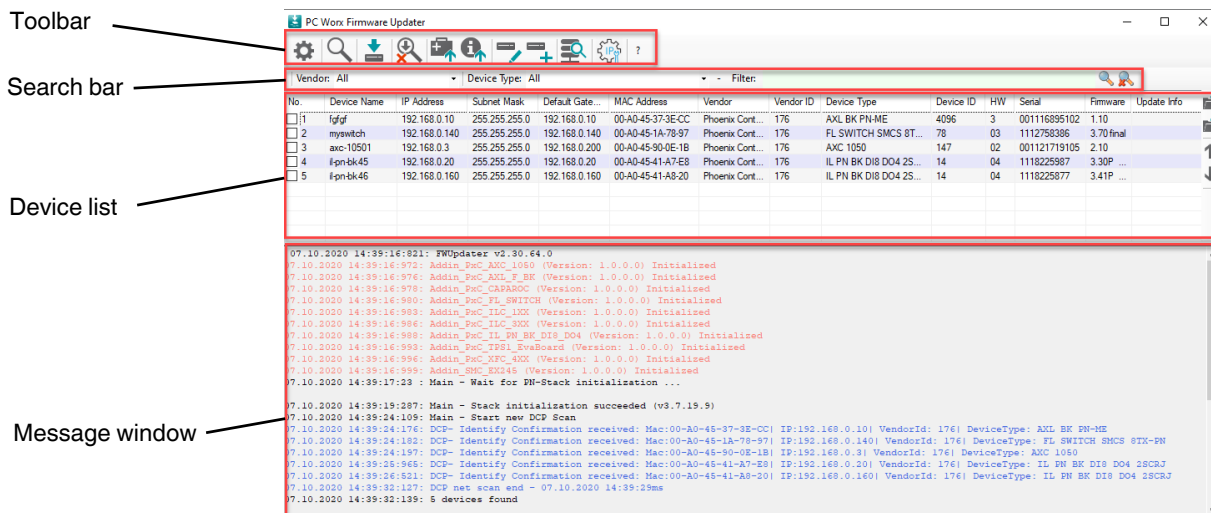 Toolbar
Search bar
Device list
Message window
PC Worx Firmware Updater
IP
?
Vendor: All Device Type: All - Filter:
No. Device Name IP Address Subnet Mask Default Gate... MAC Address Vendor Vendor ID Device Type Device ID HW Serial Firmware Update Info
1 fgfgf 192.168.0.10 255.255.255.0 192.168.0.10 00-A0-45-37-3E-CC Phoenix Cont... 176 AXL BK PN-ME 4096 3 001116895102 1.10
2 myswitch 192.168.0.140 255.255.255.0 192.168.0.140 00-A0-45-1A-78-97 Phoenix Cont... 176 FL SWITCH SMCS 8T... 78 03 1112758386 3.70 final
3 axc-10501 192.168.0.3 255.255.255.0 192.168.0.200 00-A0-45-90-0E-1B Phoenix Cont... 176 AXC 1050 147 02 001121719105 2.10
4 il-pn-bk45 192.168.0.20 255.255.255.0 192.168.0.20 00-A0-45-41-A7-E8 Phoenix Cont... 176 IL PN BK DI8 DO4 2S... 14 04 1118225987 3.30P ...
5 il-pn-bk46 192.168.0.160 255.255.255.0 192.168.0.160 00-A0-45-41-A8-20 Phoenix Cont... 176 IL PN BK DI8 DO4 2S... 14 04 1118225877 3.41P ...
07.10.2020 14:39:16:821: FWUpdater v2.30.64.0
07.10.2020 14:39:16:972: Addin_PxC_AXC_1050 (Version: 1.0.0.0) Initialized
07.10.2020 14:39:16:976: Addin_PxC_AXL_F_BK (Version: 1.0.0.0) Initialized
07.10.2020 14:39:16:978: Addin_PxC_CAPAROC (Version: 1.0.0.0) Initialized
07.10.2020 14:39:16:980: Addin_PxC_FL_SWITCH (Version: 1.0.0.0) Initialized
07.10.2020 14:39:16:983: Addin_PxC_ILC_1XX (Version: 1.0.0.0) Initialized
07.10.2020 14:39:16:986: Addin_PxC_ILC_3XX (Version: 1.0.0.0) Initialized
07.10.2020 14:39:16:988: Addin_PxC_IL_PN_BK_DI8_DO4 (Version: 1.0.0.0) Initialized
07.10.2020 14:39:16:993: Addin_PxC_TPS1_EvaBoard (Version: 1.0.0.0) Initialized
07.10.2020 14:39:16:996: Addin_PxC_XFC_4XX (Version: 1.0.0.0) Initialized
07.10.2020 14:39:16:999: Addin_SMC_EX245 (Version: 1.0.0.0) Initialized
07.10.2020 14:39:17:23 : Main - Wait for PN-Stack initialization ...
07.10.2020 14:39:19:287: Main - Stack initialization succeeded (v3.7.19.9)
07.10.2020 14:39:24:109: Main - Start new DCP Scan
07.10.2020 14:39:24:176: DCP- Identify Confirmation received: Mac:00-A0-45-37-3E-CC| IP:192.168.0.10| VendorId: 176| DeviceType: AXL BK PN-ME
07.10.2020 14:39:24:182: DCP- Identify Confirmation received: Mac:00-A0-45-1A-78-97| IP:192.168.0.140| VendorId: 176| DeviceType: FL SWITCH SMCS 8TX-PN
07.10.2020 14:39:24:197: DCP- Identify Confirmation received: Mac:00-A0-45-90-0E-1B| IP:192.168.0.3| VendorId: 176| DeviceType: AXC 1050
07.10.2020 14:39:25:965: DCP- Identify Confirmation received: Mac:00-A0-45-41-A7-E8| IP:192.168.0.20| VendorId: 176| DeviceType: IL PN BK DI8 DO4 2SCRJ
07.10.2020 14:39:26:521: DCP- Identify Confirmation received: Mac:00-A0-45-41-A8-20| IP:192.168.0.160| VendorId: 176| DeviceType: IL PN BK DI8 DO4 2SCRJ
07.10.2020 14:39:32:127: DCP net scan end - 07.10.2020 14:39:29ms
07.10.2020 14:39:32:139: 5 devices found